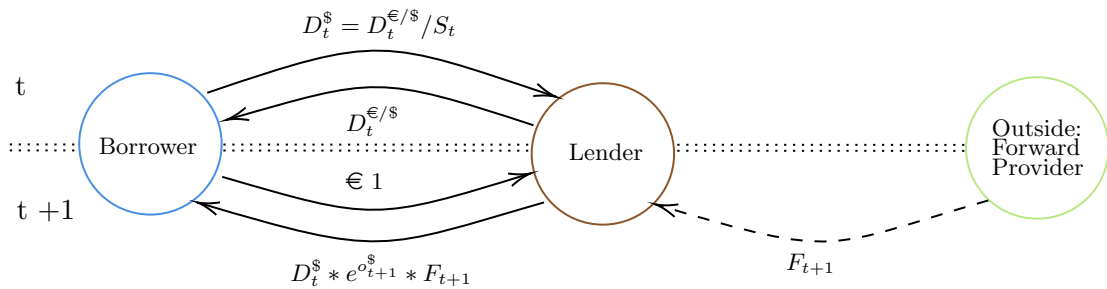 D_t^$ = D_t^{€/$}/S_t
t
D_t^{€/$}
Borrower
Lender
Outside:
Forward
Provider
€ 1
t +1
D_t^$ * e^{o_{t+1}^$} * F_{t+1}
F_{t+1}